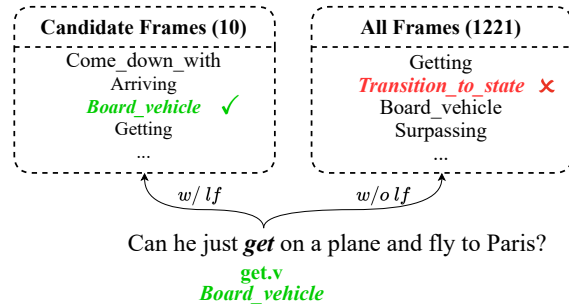 Candidate Frames (10)
Come_down_with
Arriving
Board_vehicle ✓
Getting
...
All Frames (1221)
Getting
Transition_to_state ✗
Board_vehicle
Surpassing
...
w/ lf
w/o lf
Can he just get on a plane and fly to Paris?
get.v
Board_vehicle